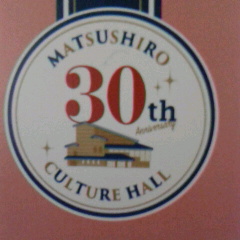 MATSUSHIRO
30th
Anniversary
CULTURE HALL